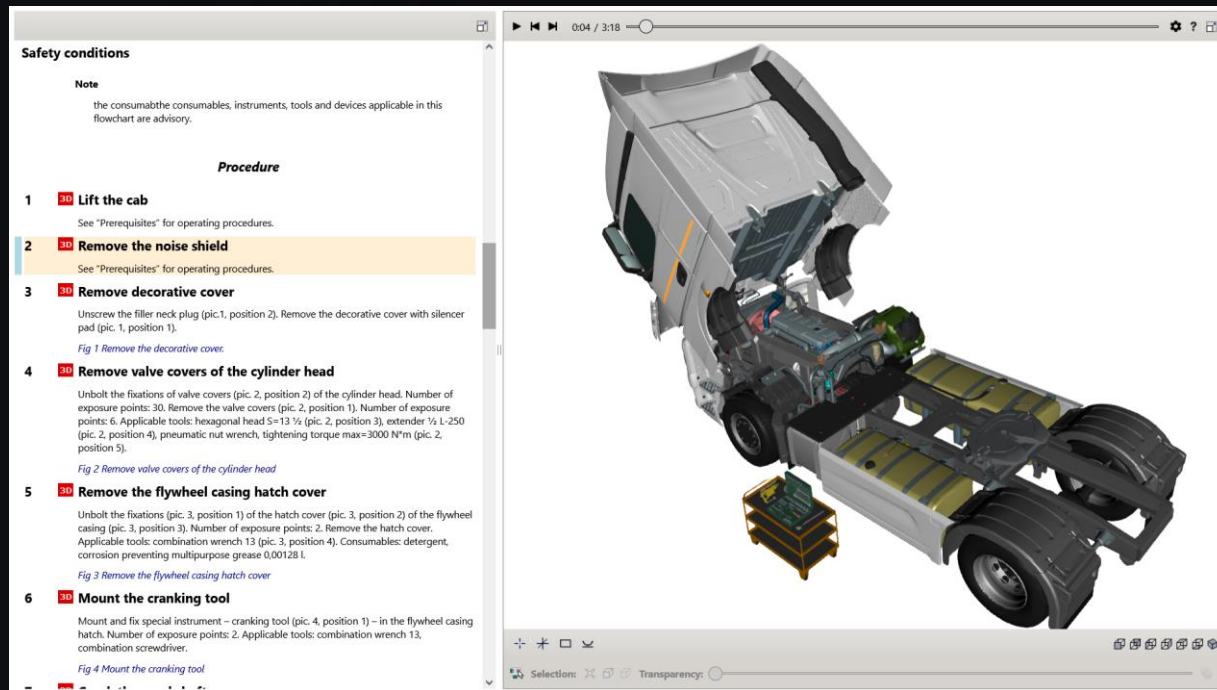 Safety conditions
Note
the consumabthe consumables, instruments, tools and devices applicable in this
flowchart are advisory.
Procedure
1 3D Lift the cab
See "Prerequisites" for operating procedures.
2 3D Remove the noise shield
See "Prerequisites" for operating procedures.
3 3D Remove decorative cover
Unscrew the filler neck plug (pic.1, position 2). Remove the decorative cover with silencer
pad (pic. 1, position 1).
Fig 1 Remove the decorative cover.
4 3D Remove valve covers of the cylinder head
Unbolt the fixations of valve covers (pic. 2, position 2) of the cylinder head. Number of
exposure points: 30. Remove the valve covers (pic. 2, position 1). Number of exposure
points: 6. Applicable tools: hexagonal head S=13 ½ (pic. 2, position 3), extender ½ L-250
(pic. 2, position 4), pneumatic nut wrench, tightening torque max=3000 N*m (pic. 2,
position 5).
Fig 2 Remove valve covers of the cylinder head
5 3D Remove the flywheel casing hatch cover
Unbolt the fixations (pic. 3, position 1) of the hatch cover (pic. 3, position 2) of the flywheel
casing (pic. 3, position 3). Number of exposure points: 2. Remove the hatch cover.
Applicable tools: combination wrench 13 (pic. 3, position 4). Consumables: detergent,
corrosion preventing multipurpose grease 0,00128 l.
Fig 3 Remove the flywheel casing hatch cover
6 3D Mount the cranking tool
Mount and fix special instrument – cranking tool (pic. 4, position 1) – in the flywheel casing
hatch. Number of exposure points: 2. Applicable tools: combination wrench 13,
combination screwdriver.
Fig 4 Mount the cranking tool
0:04 / 3:18
?
Selection:
Transparency: